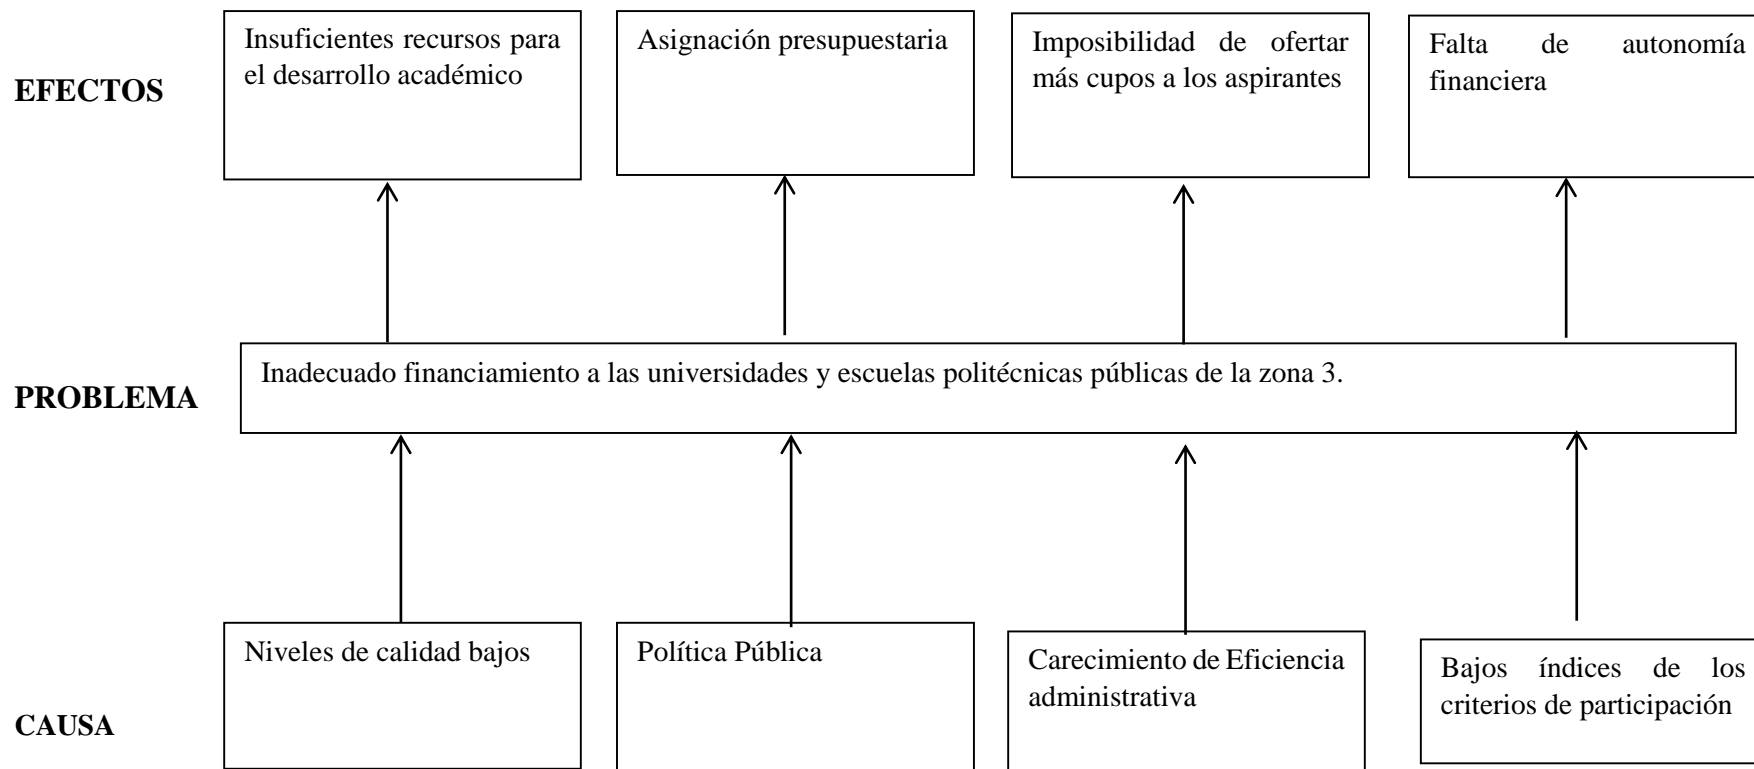 Insuficientes recursos para
el desarrollo académico
Asignación presupuestaria
Imposibilidad de ofertar
más cupos a los aspirantes
Falta de autonomía
financiera
EFECTOS
Inadecuado financiamiento a las universidades y escuelas politécnicas públicas de la zona 3.
PROBLEMA
Niveles de calidad bajos
Política Pública
Carecimiento de Eficiencia
administrativa
Bajos índices de los
criterios de participación
CAUSA